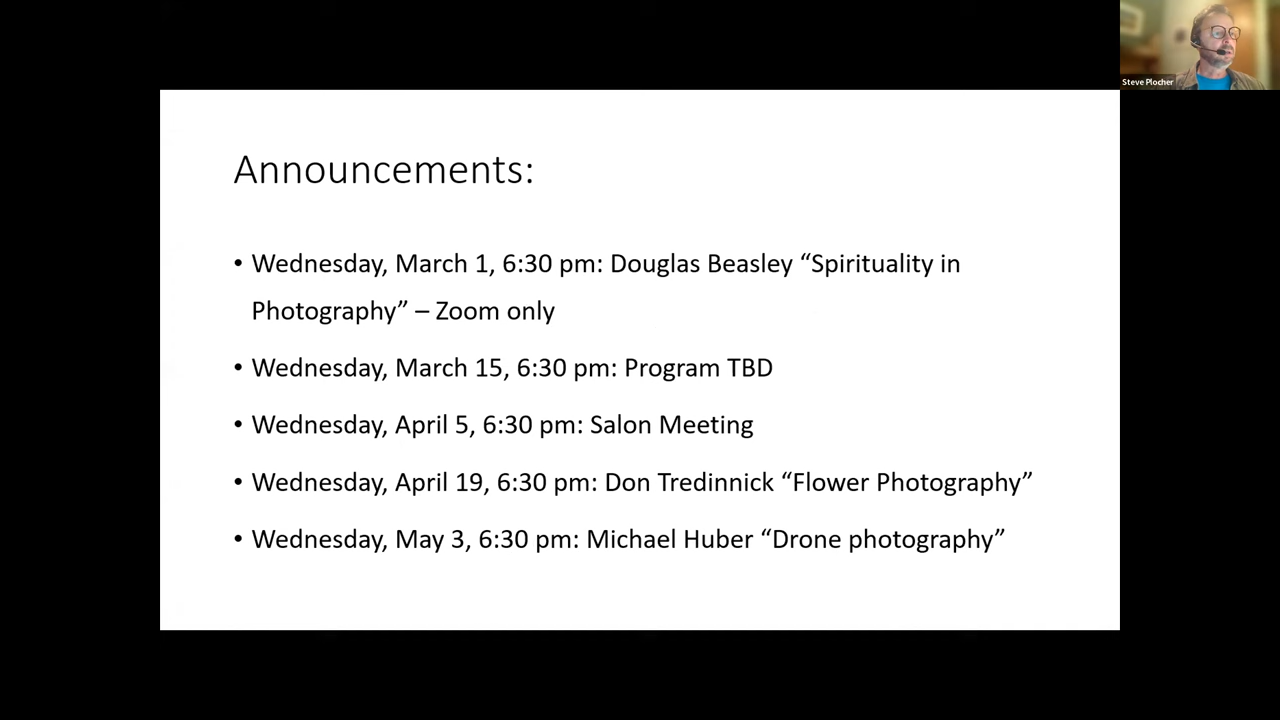 Steve Plocher
Announcements:
• Wednesday, March 1, 6:30 pm: Douglas Beasley “Spirituality in
Photography” – Zoom only
• Wednesday, March 15, 6:30 pm: Program TBD
• Wednesday, April 5, 6:30 pm: Salon Meeting
• Wednesday, April 19, 6:30 pm: Don Tredinnick “Flower Photography”
• Wednesday, May 3, 6:30 pm: Michael Huber “Drone photography”